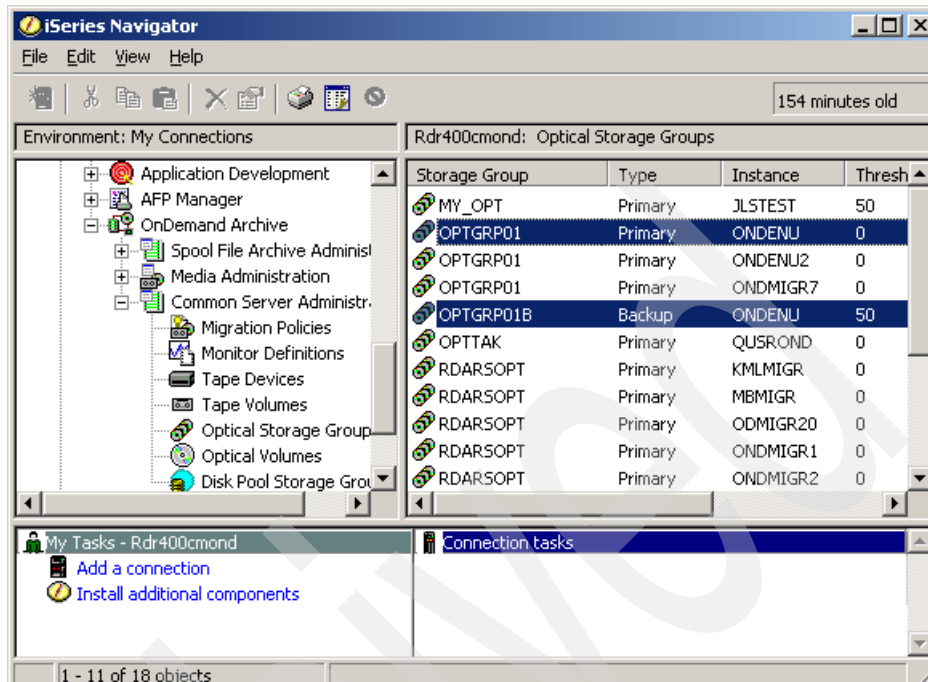 iSeries Navigator
File Edit View Help
154 minutes old
Environment: My Connections
Rdr400cmond: Optical Storage Groups
Application Development
AFP Manager
OnDemand Archive
Spool File Archive Administ
Media Administration
Common Server Administr
Migration Policies
Monitor Definitions
Tape Devices
Tape Volumes
Optical Storage Group
Optical Volumes
Disk Pool Storage Grou
Storage Group Type Instance Thresh
MY_OPT Primary JLSTEST 50
OPTGRP01 Primary ONDENU 0
OPTGRP01 Primary ONDENU2 0
OPTGRP01 Primary ONDMIGR7 0
OPTGRP01B Backup ONDENU 50
OPTTAK Primary QUSROND 0
RDARSOPT Primary KMLMIGR 0
RDARSOPT Primary MBMIGR 0
RDARSOPT Primary ODMIGR20 0
RDARSOPT Primary ONDMIGR1 0
RDARSOPT Primary ONDMIGR2 0
My Tasks - Rdr400cmond
Add a connection
Install additional components
Connection tasks
1 - 11 of 18 objects